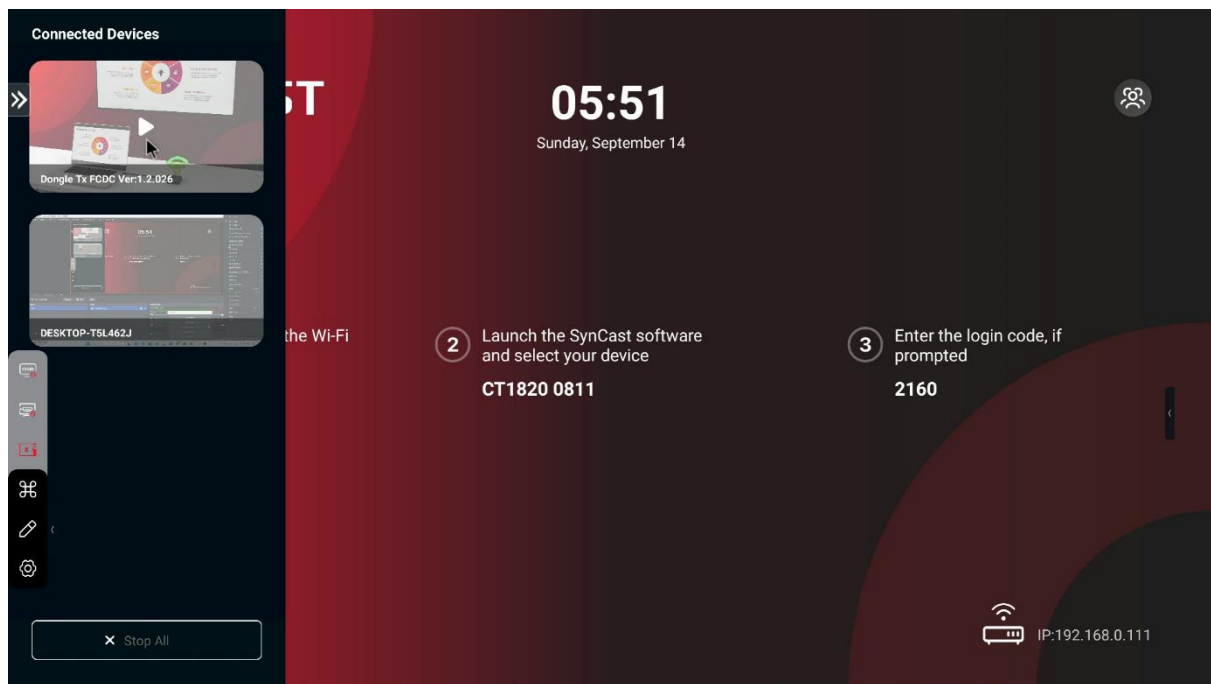 Connected Devices
Dongle Tx FCDC Ver:1.2.026
DESKTOP-T5L462J
Stop All
ST
05:51
Sunday, September 14
the Wi-Fi
2
Launch the SynCast software
and select your device
CT1820 0811
3
Enter the login code, if
prompted
2160
IP:192.168.0.111